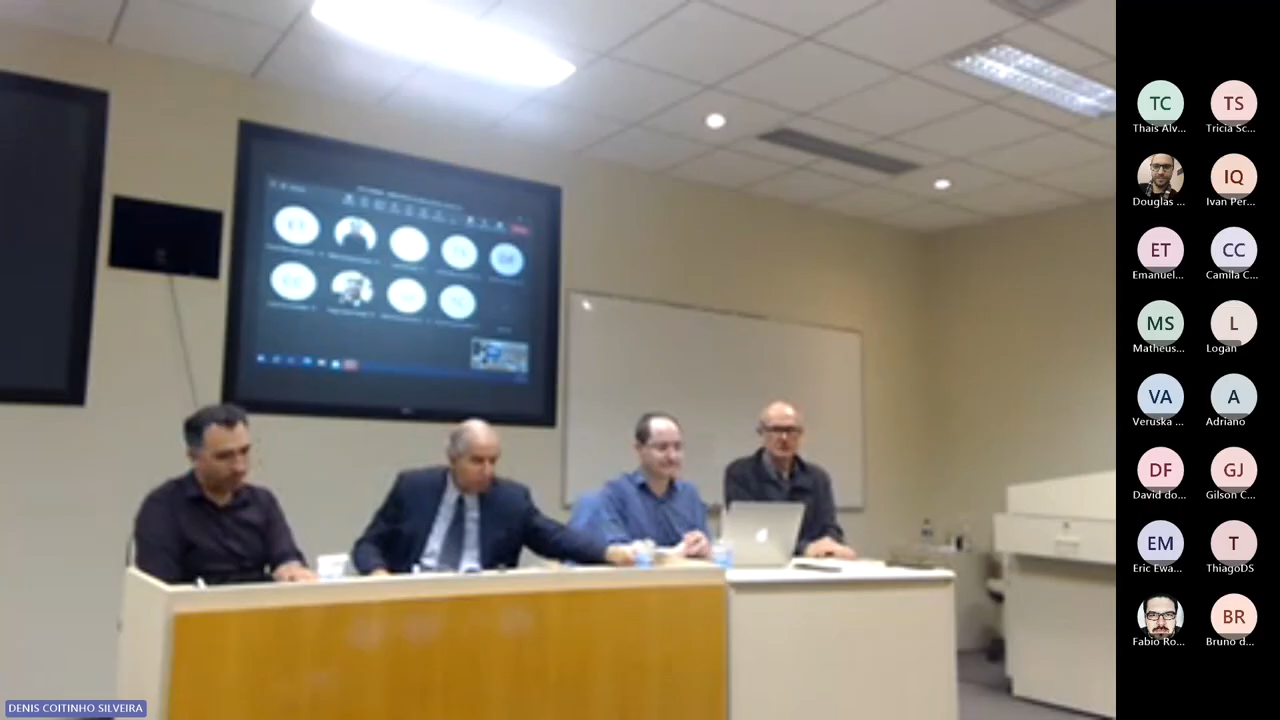 TC
TS
Thais Alv...
Tricia Sc...
IQ
Douglas ...
Ivan Per...
ET
CC
Emanuel...
Camila C...
MS
L
Matheus...
Logan
VA
A
Veruska ...
Adriano
DF
GJ
David do...
Gilson C...
EM
T
Eric Ewa...
ThiagoDS
BR
Fabio Ro...
Bruno d...
DENIS COITINHO SILVEIRA